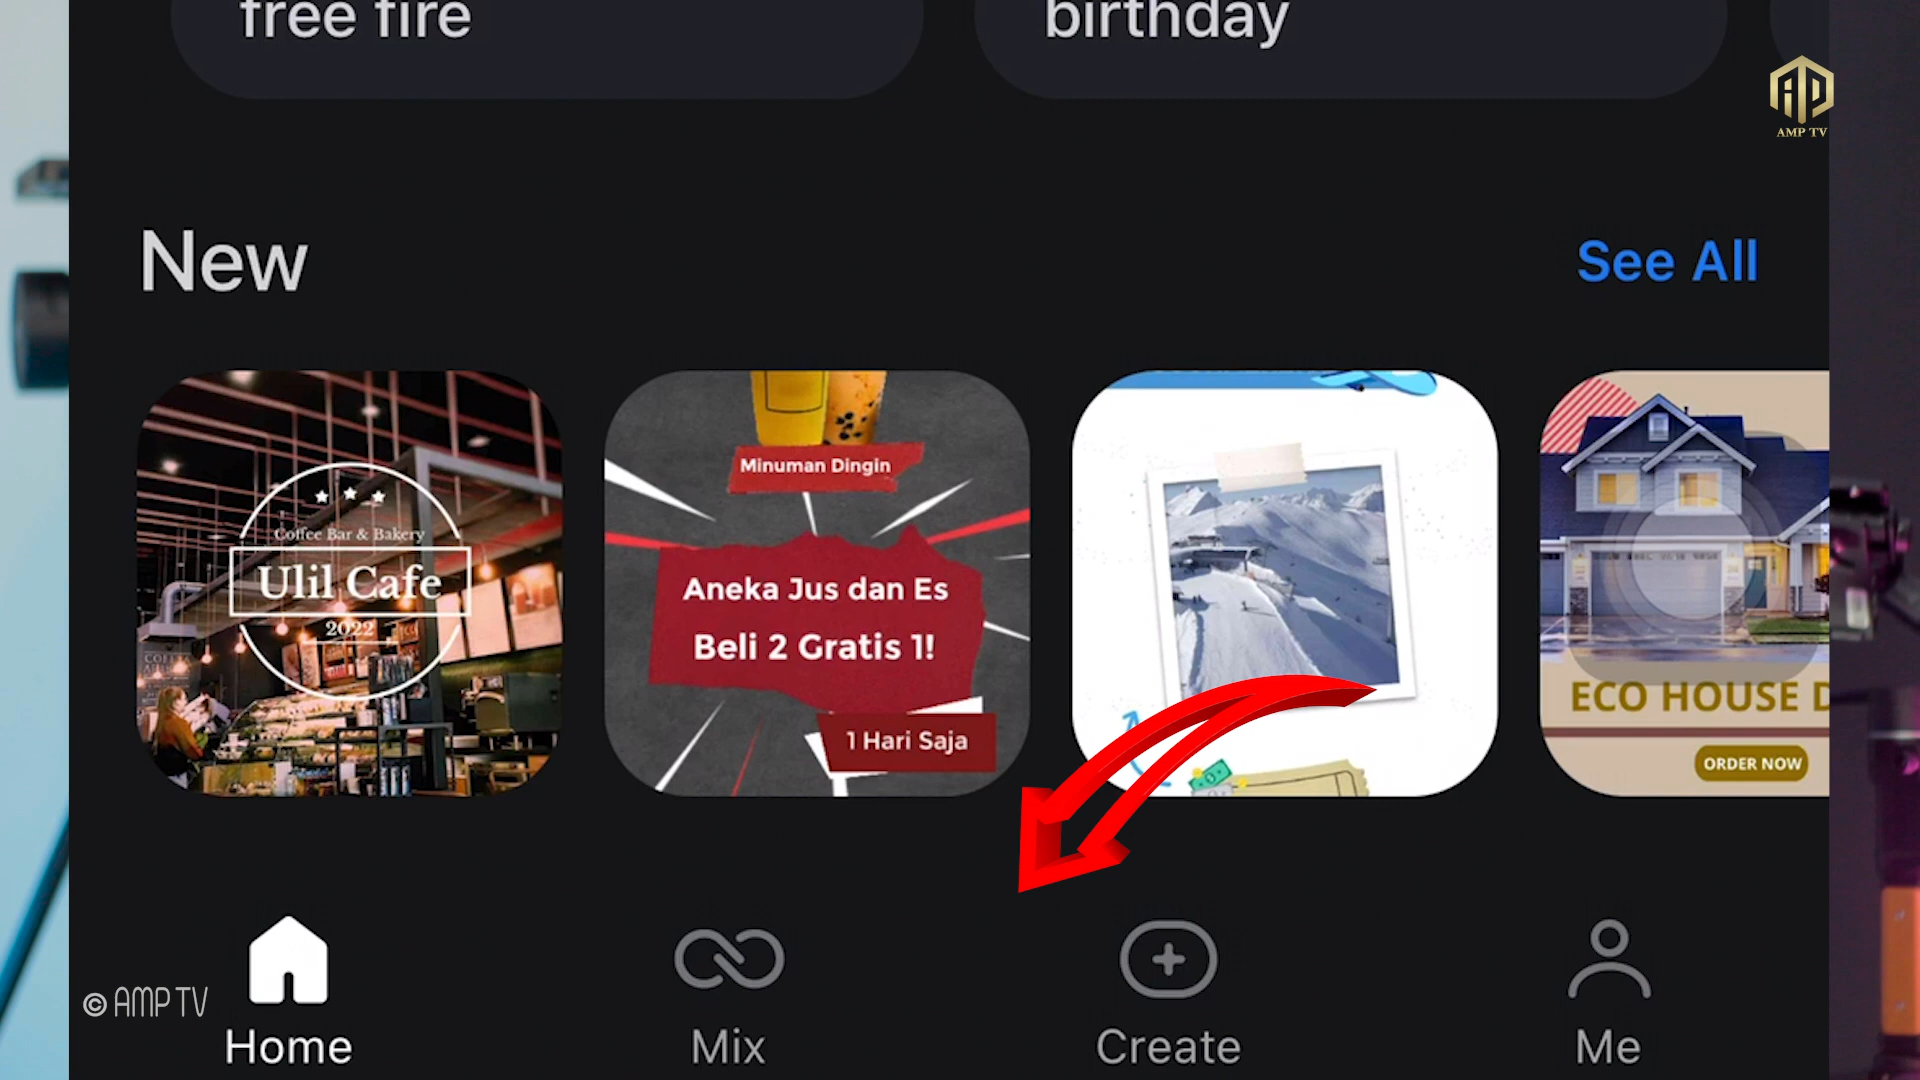 free fire
birthday
AMP TV
New
See All
Coffee Bar & Bakery
Ulil Cafe
2022
Minuman Dingin
Aneka Jus dan Es
Beli 2 Gratis 1!
1 Hari Saja
ECO HOUSE D
ORDER NOW
© AMP TV
Home
Mix
Create
Me